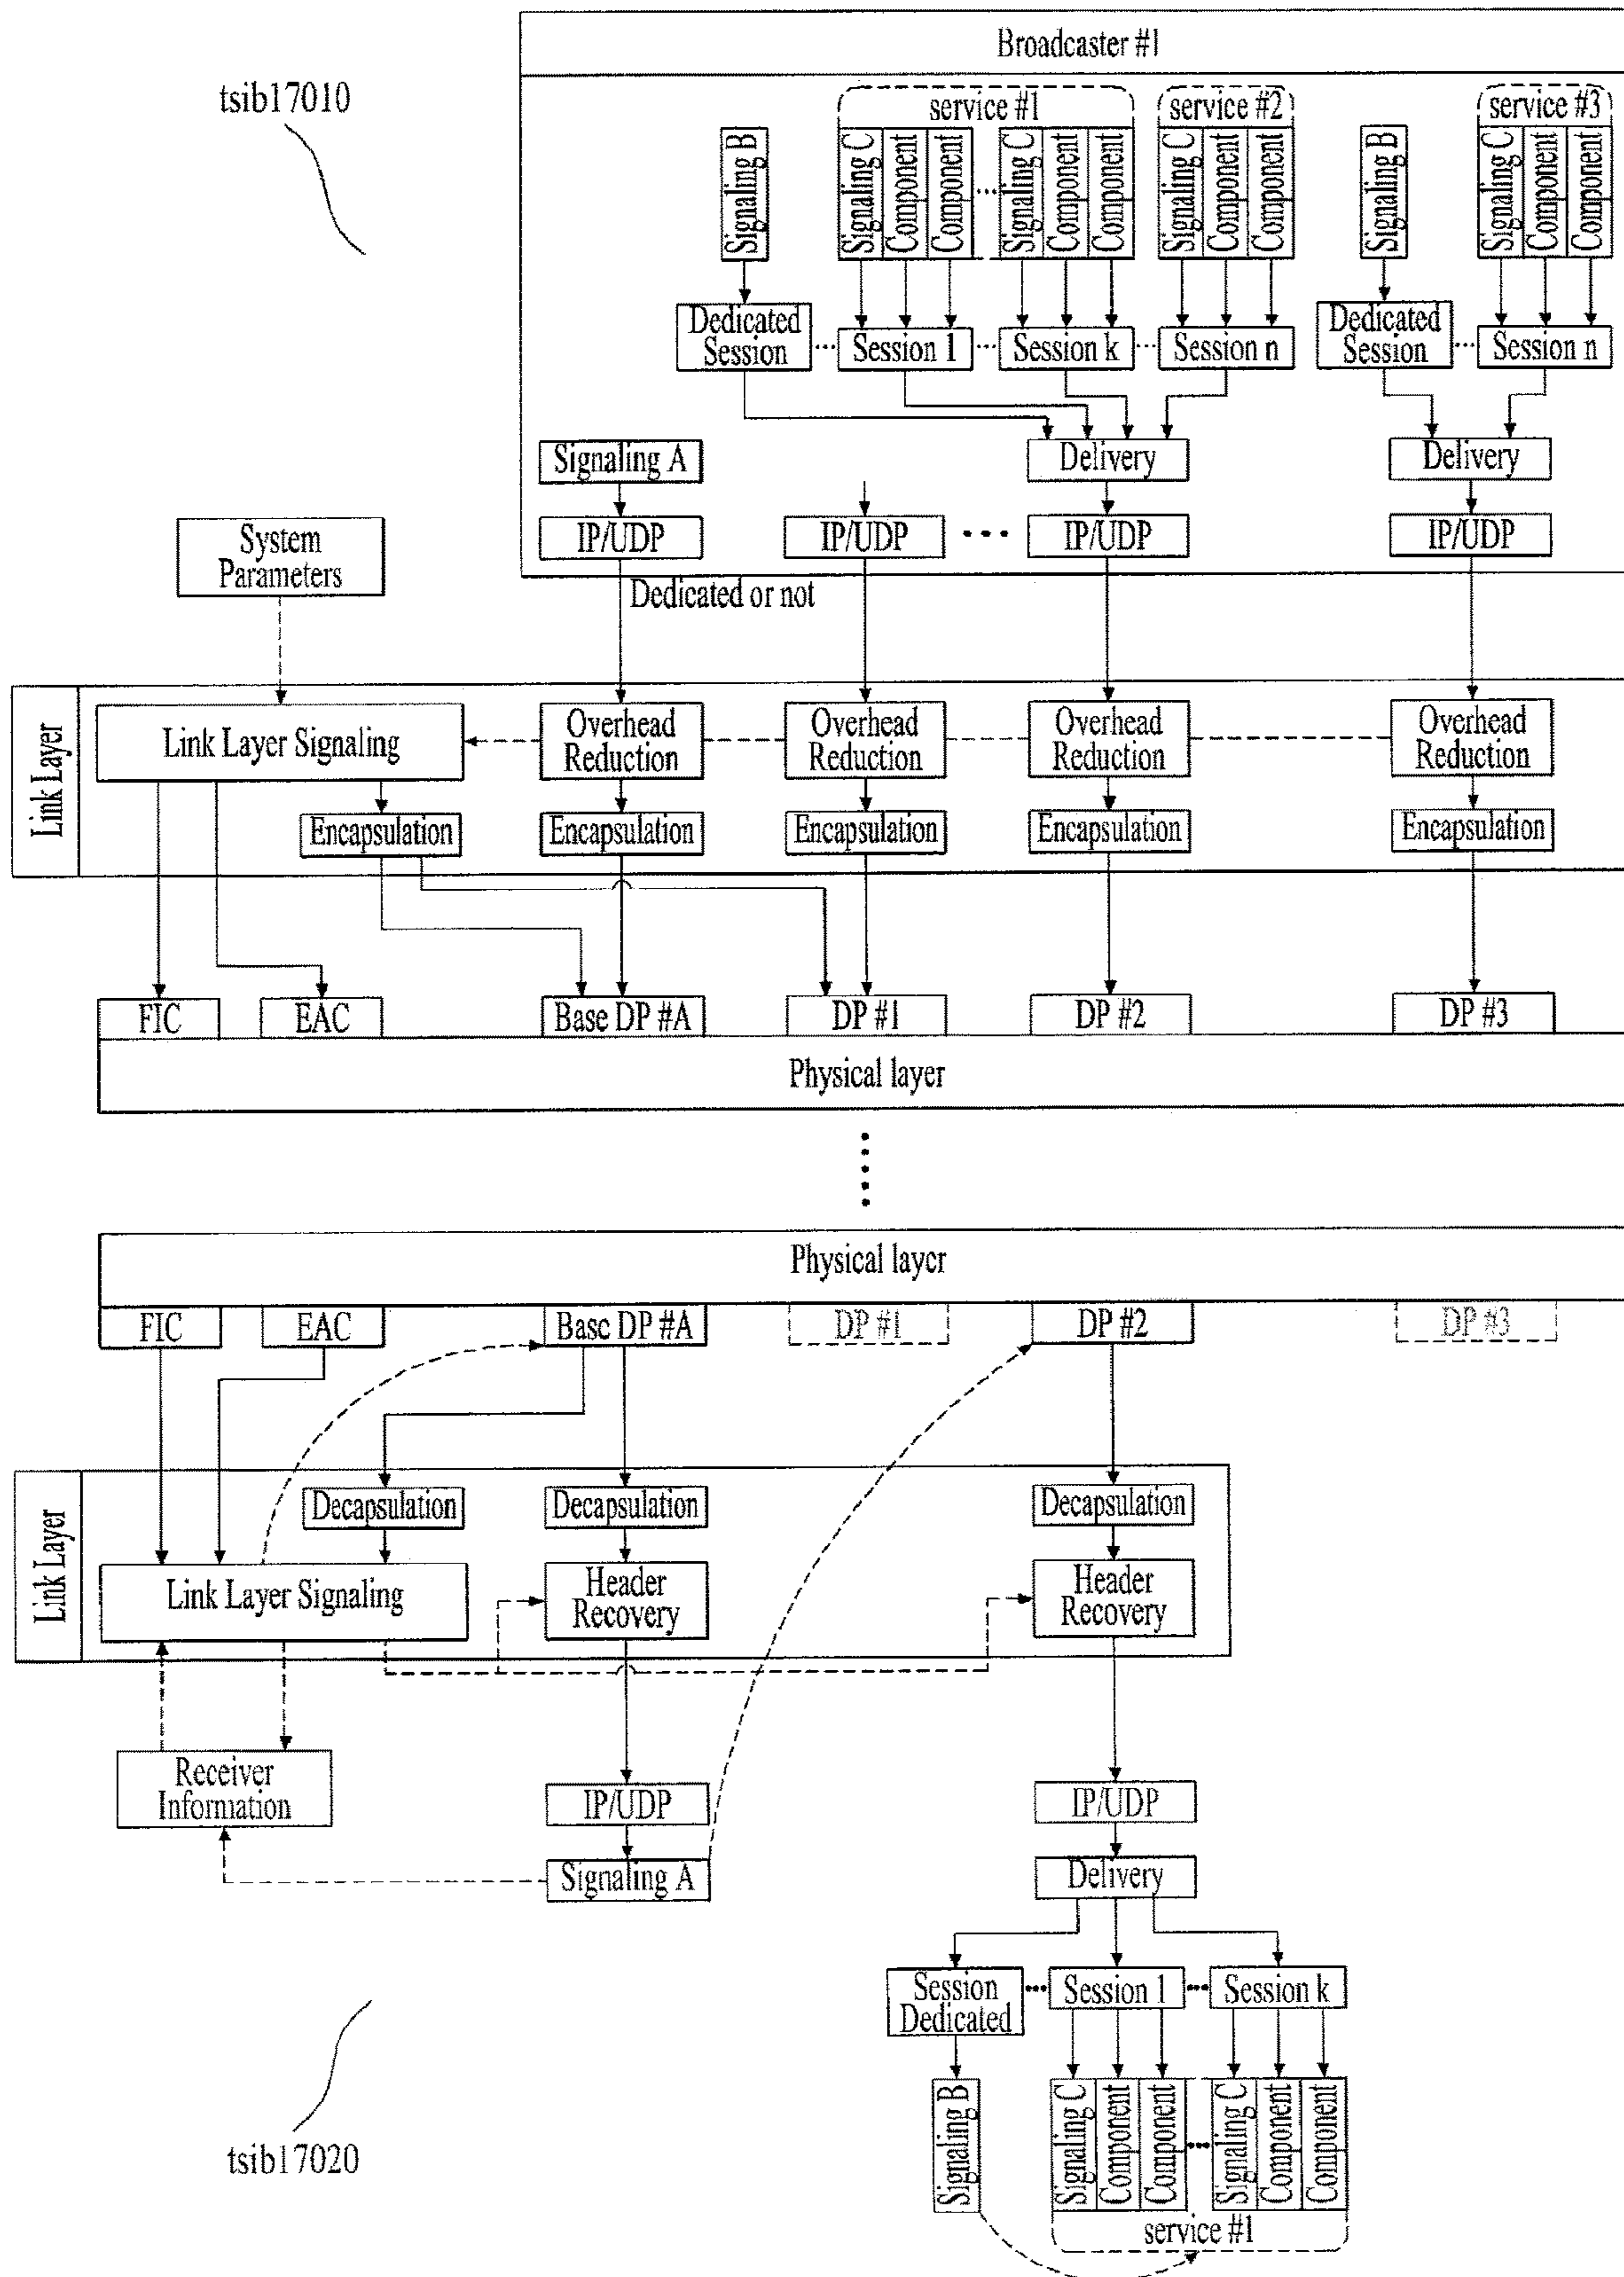 Broadcaster #1
tsib17010
service #1
service #2
service #3
Signaling B
Signaling C
Component
Component
Signaling C
Component
Component
Signaling C
Component
Component
Signaling B
Signaling C
Component
Component
Dedicated
Session
Session 1
Session k
Session n
Dedicated
Session
Session n
Signaling A
Delivery
Delivery
System
Parameters
IP/UDP
IP/UDP
IP/UDP
IP/UDP
Dedicated or not
Link Layer
Link Layer Signaling
Overhead
Reduction
Overhead
Reduction
Overhead
Reduction
Overhead
Reduction
Encapsulation
Encapsulation
Encapsulation
Encapsulation
Encapsulation
FIC
EAC
Base DP #A
DP #1
DP #2
DP #3
Physical layer
Physical layer
FIC
EAC
Base DP #A
DP #1
DP #2
DP #3
Link Layer
Decapsulation
Decapsulation
Decapsulation
Link Layer Signaling
Header
Recovery
Header
Recovery
Receiver
Information
IP/UDP
IP/UDP
Signaling A
Delivery
Session
Dedicated
Session 1
Session k
tsib17020
Signaling B
Signaling C
Component
Component
Signaling C
Component
Component
service #1